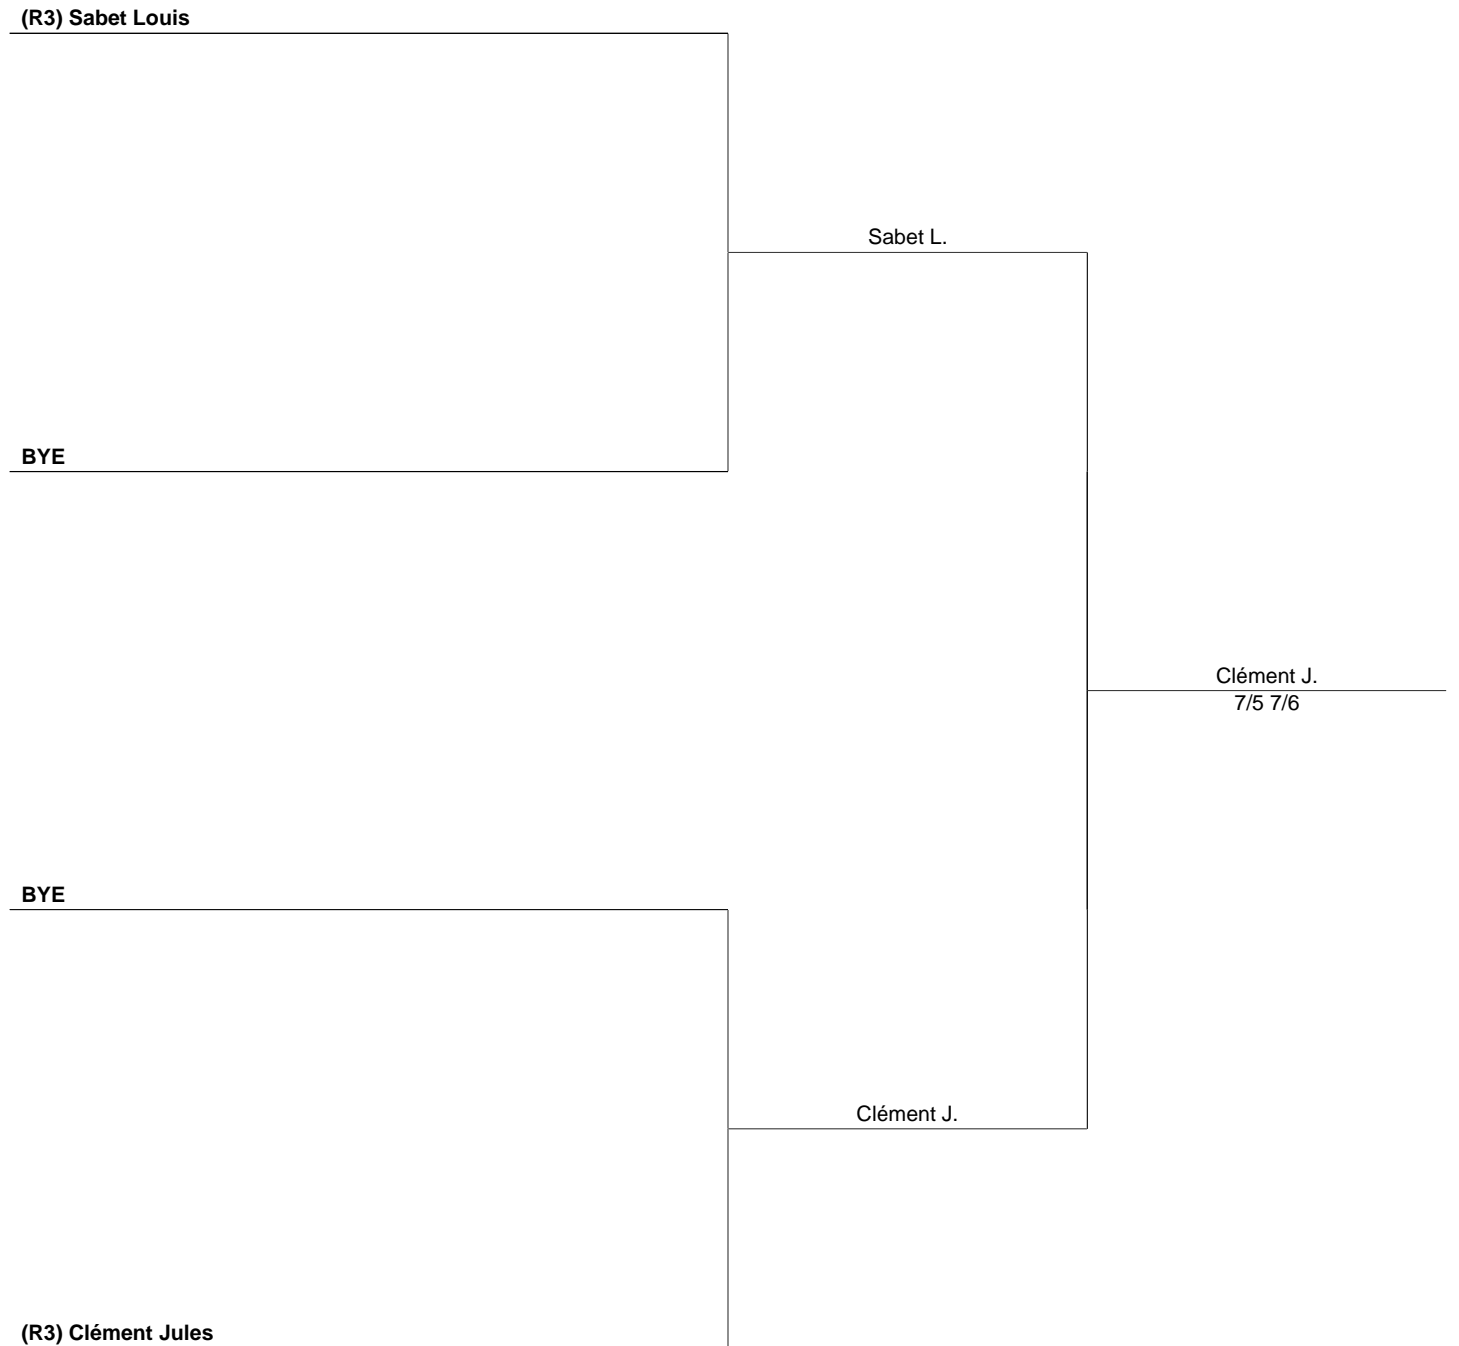 (R3) Sabet Louis
Sabet L.
BYE
Clément J.
7/5 7/6
BYE
Clément J.
(R3) Clément Jules